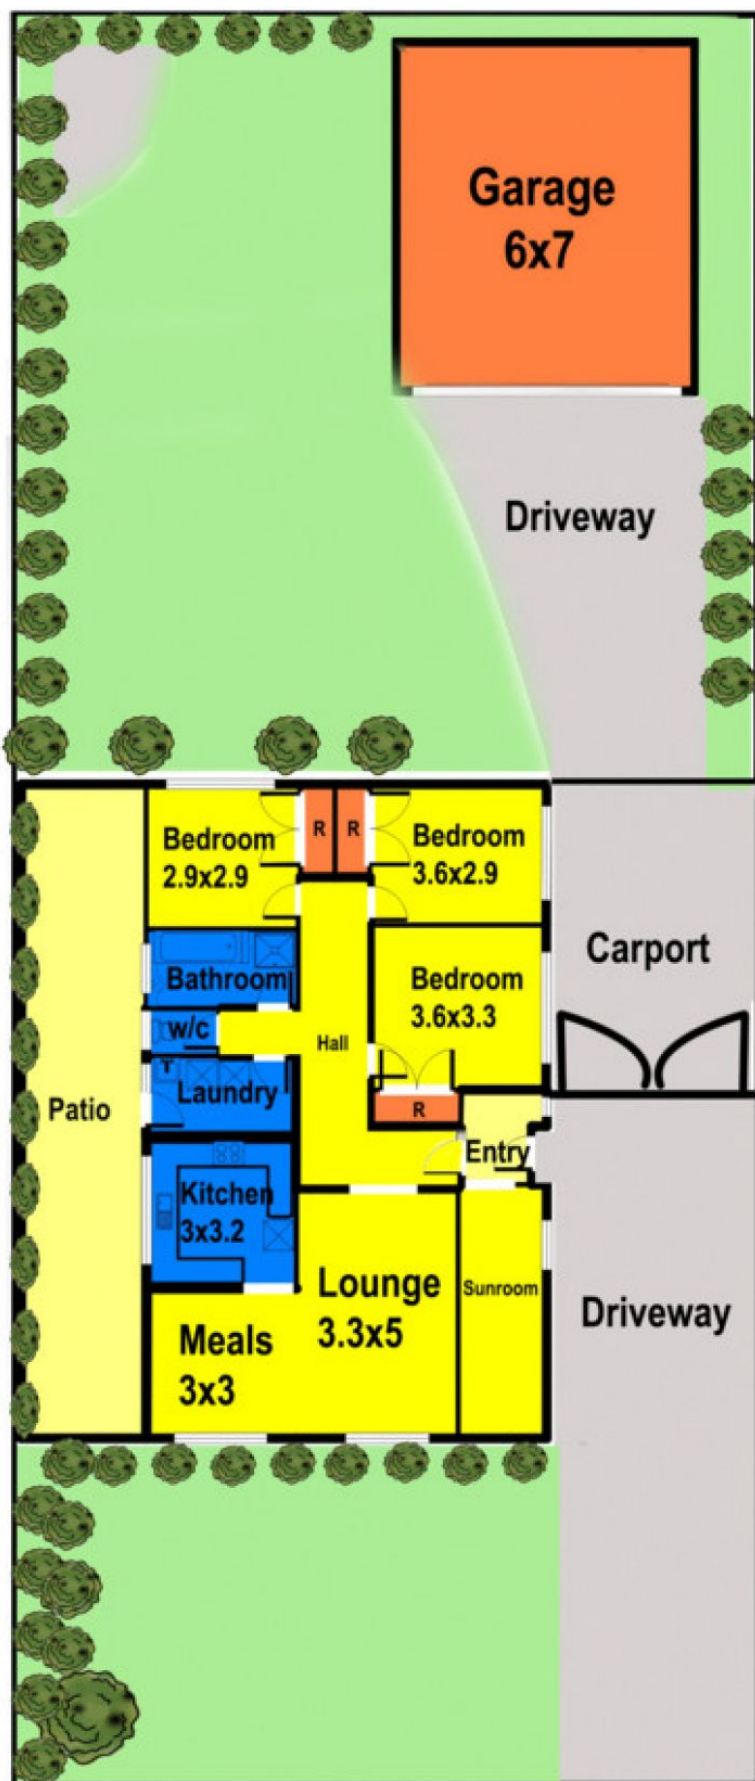 Garage
6x7
Driveway
Bedroom
2.9x2.9
R
R
Bedroom
3.6x2.9
Bathroom
Bedroom
3.6x3.3
Carport
w/c
Hall
T
Laundry
Patio
R
Entry
Kitchen
3x3.2
Lounge
3.3x5
Sunroom
Driveway
Meals
3x3